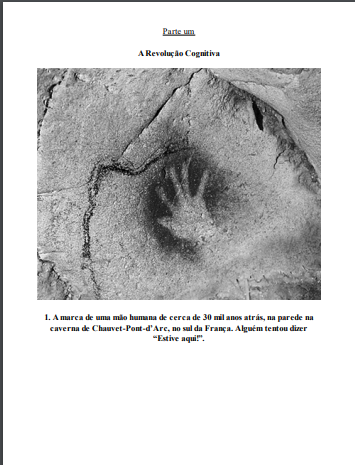 Parte um
A Revolução Cognitiva
1. A marca de uma mão humana de cerca de 30 mil anos atrás, na parede na
caverna de Chauvet-Pont-d’Arc, no sul da França. Alguém tentou dizer
“Estive aqui!”.